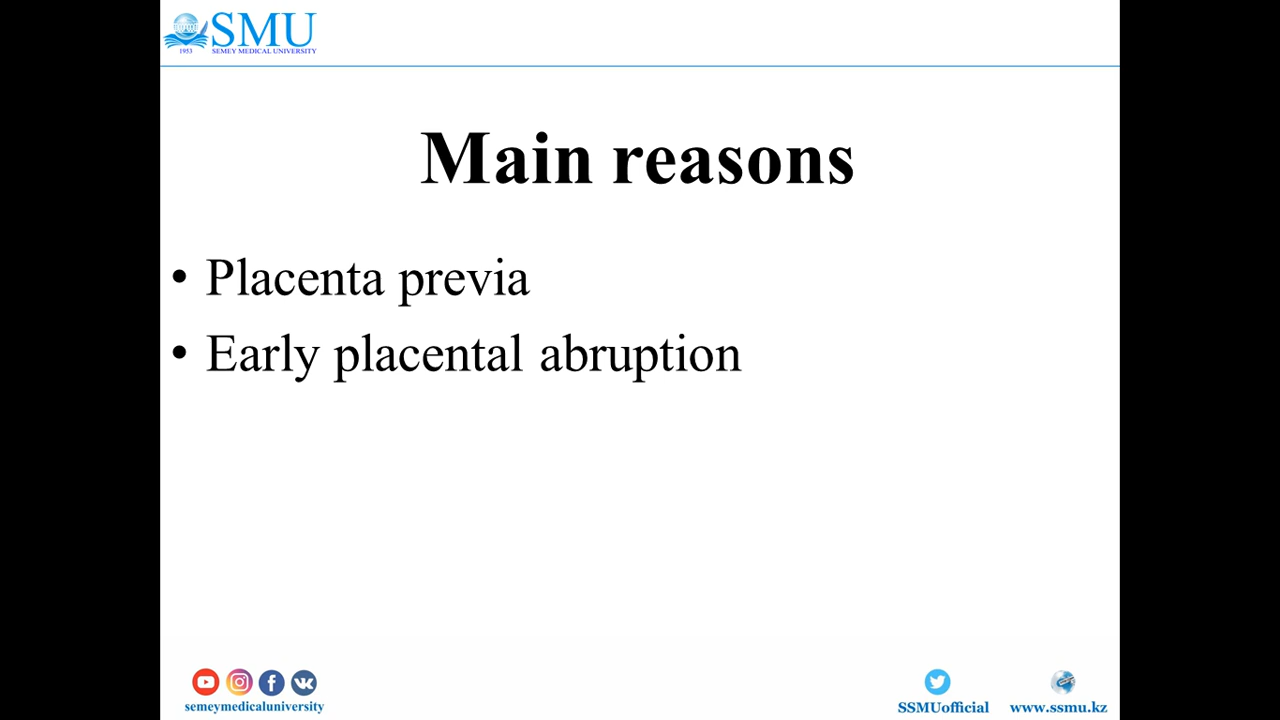 SMU
1953 SEMEY MEDICAL UNIVERSITY
Main reasons
• Placenta previa
• Early placental abruption
semeymedicaluniversity
SSMUofficial
www.ssmu.kz